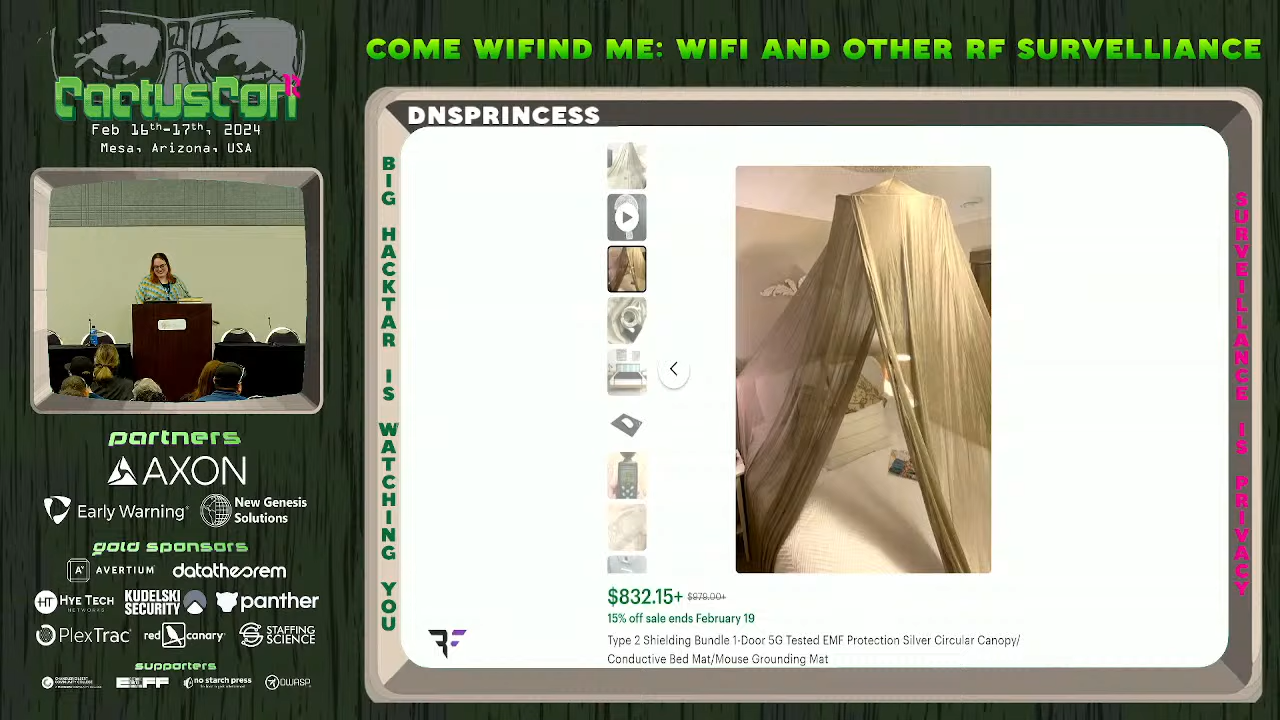 COME WIFIND ME: WIFI AND OTHER RF SURVELLIANCE
CactusCon
Feb 16th-17th, 2024
Mesa, Arizona, USA
DNSPRINCESS
BIG HACKTAR IS WATCHING YOU
SURVEILLANCE IS PRIVACY
$832.15+ $979.00+
15% off sale ends February 19
Type 2 Shielding Bundle 1-Door 5G Tested EMF Protection Silver Circular Canopy/
Conductive Bed Mat/Mouse Grounding Mat
RF
partners
AXON
Early Warning
New Genesis
Solutions
gold sponsors
AVERTIUM
datatheorem
HT HYE TECH
NETWORKS
KUDELSKI
SECURITY
panther
PlexTrac
red canary
STAFFING
SCIENCE
supporters
EFF
no starch press
OWASP